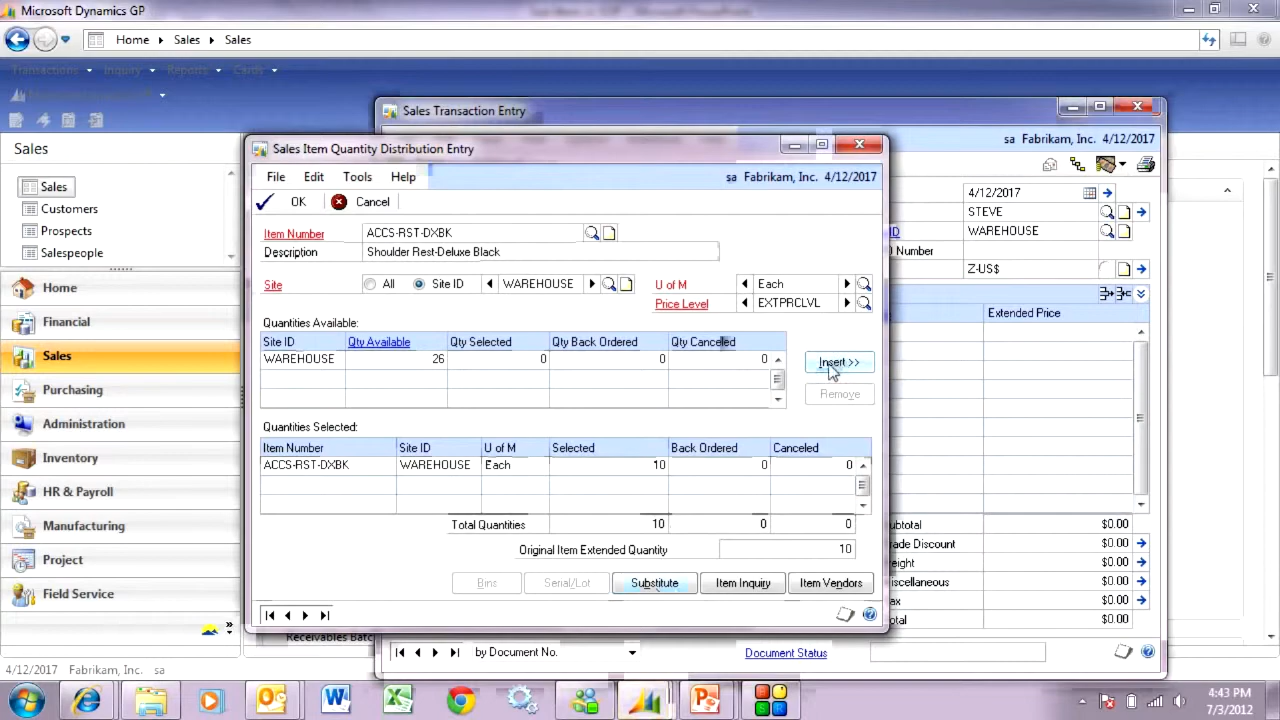 Microsoft Dynamics GP
Home Sales Sales
Transactions Inquiry Reports Cards
Sales
Sales
Customers
Prospects
Salespeople
Home
Financial
Sales
Purchasing
Administration
Inventory
HR & Payroll
Manufacturing
Project
Field Service
Receivables Batc
4/12/2017 Fabrikam, Inc. sa
Sales Transaction Entry
sa Fabrikam, Inc. 4/12/2017
4/12/2017
STEVE
ID WAREHOUSE
Number
Z-US$
Extended Price
ubtotal $0.00
ade Discount $0.00
eight $0.00
iscellaneous $0.00
ax $0.00
otal $0.00
by Document No. Document Status
Sales Item Quantity Distribution Entry
File Edit Tools Help sa Fabrikam, Inc. 4/12/2017
OK Cancel
Item Number ACCS-RST-DXBK
Description Shoulder Rest-Deluxe Black
Site All Site ID WAREHOUSE U of M Each
Price Level EXTPRCLVL
Quantities Available:
Site ID Qty Available Qty Selected Qty Back Ordered Qty Canceled
WAREHOUSE 26 0 0 0
Insert >>
Remove
Quantities Selected:
Item Number Site ID U of M Selected Back Ordered Canceled
ACCS-RST-DXBK WAREHOUSE Each 10 0 0
Total Quantities 10 0 0
Original Item Extended Quantity 10
Bins Serial/Lot Substitute Item Inquiry Item Vendors
4:43 PM
7/3/2012